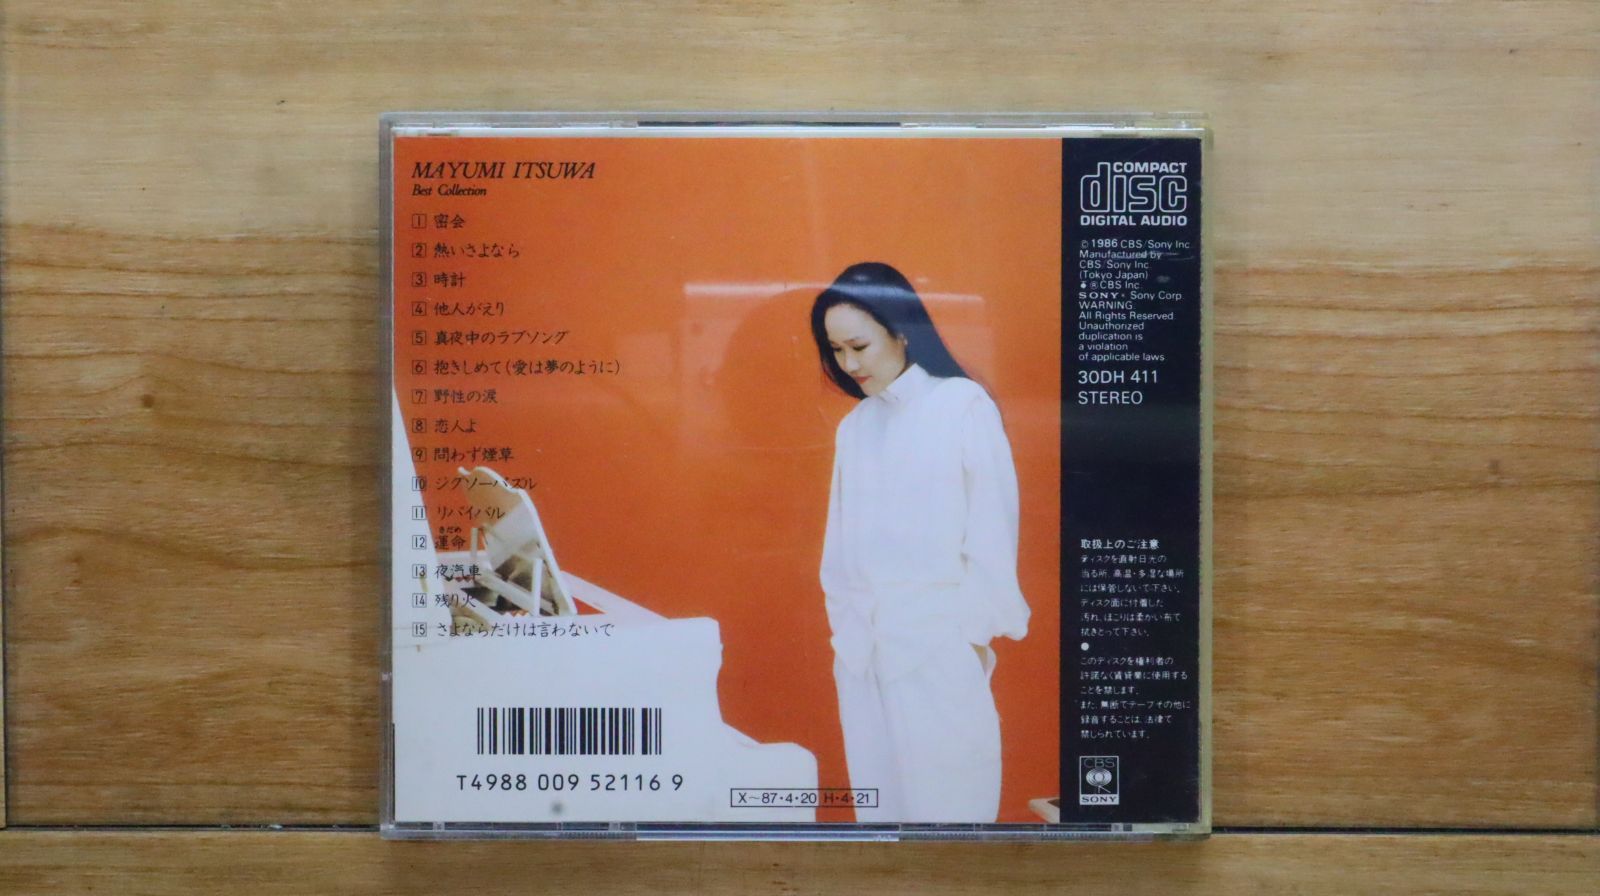 MAYUMI ITSUWA
Best Collection
1 密会
2 熱いさよなら
3 時計
4 他人がえり
5 真夜中のラブソング
6 抱きしめて(愛は夢のように)
7 野性の涙
8 恋人よ
9 問わず煙草
10 ジグソーパズル
11 リバイバル
きだめ
12 運命
13 夜汽車
14 残り火
15 さよならだけは言わないで
T4988 009 52116 9
X〜87・4・20 H・4・21
COMPACT
disc
DIGITAL AUDIO
© 1986 CBS/Sony Inc.
Manufactured by
CBS/Sony Inc.
(Tokyo Japan)
® CBS Inc.
SONY® Sony Corp.
WARNING
All Rights Reserved
Unauthorized
duplication is
a violation
of applicable laws
30DH 411
STEREO
取扱上のご注意
ディスクを直射日光の
当る所、高温・多湿な場所
には保管しないで下さい。
ディスク面に付着した
汚れ、ほこりは柔かい布で
拭きとって下さい。
●
このディスクを権利者の
許諾なく賃貸業に使用する
ことを禁じます。
また、無断でテープその他に
録音することは、法律で
禁じられています。
CBS
SONY